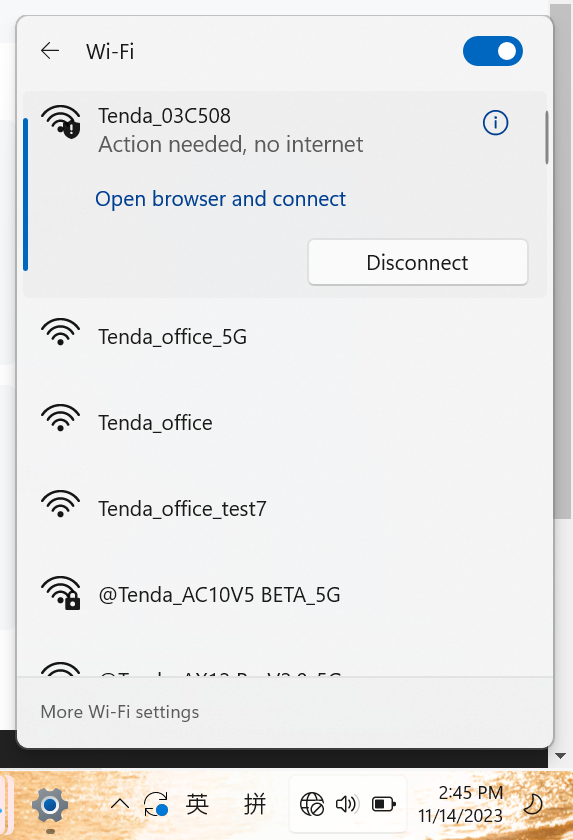 Wi-Fi
Tenda_03C508
Action needed, no internet
Open browser and connect
Disconnect
Tenda_office_5G
Tenda_office
Tenda_office_test7
@Tenda_AC10V5 BETA_5G
More Wi-Fi settings
英 拼 2:45 PM
11/14/2023